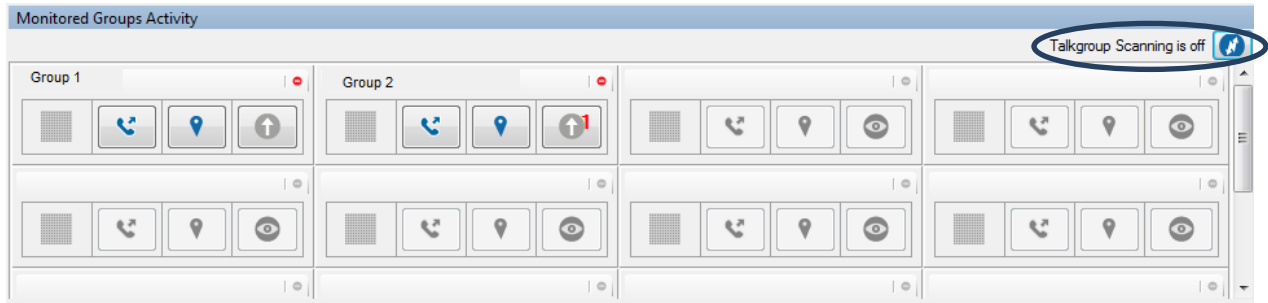 Monitored Groups Activity
Talkgroup Scanning is off
Group 1
Group 2
1